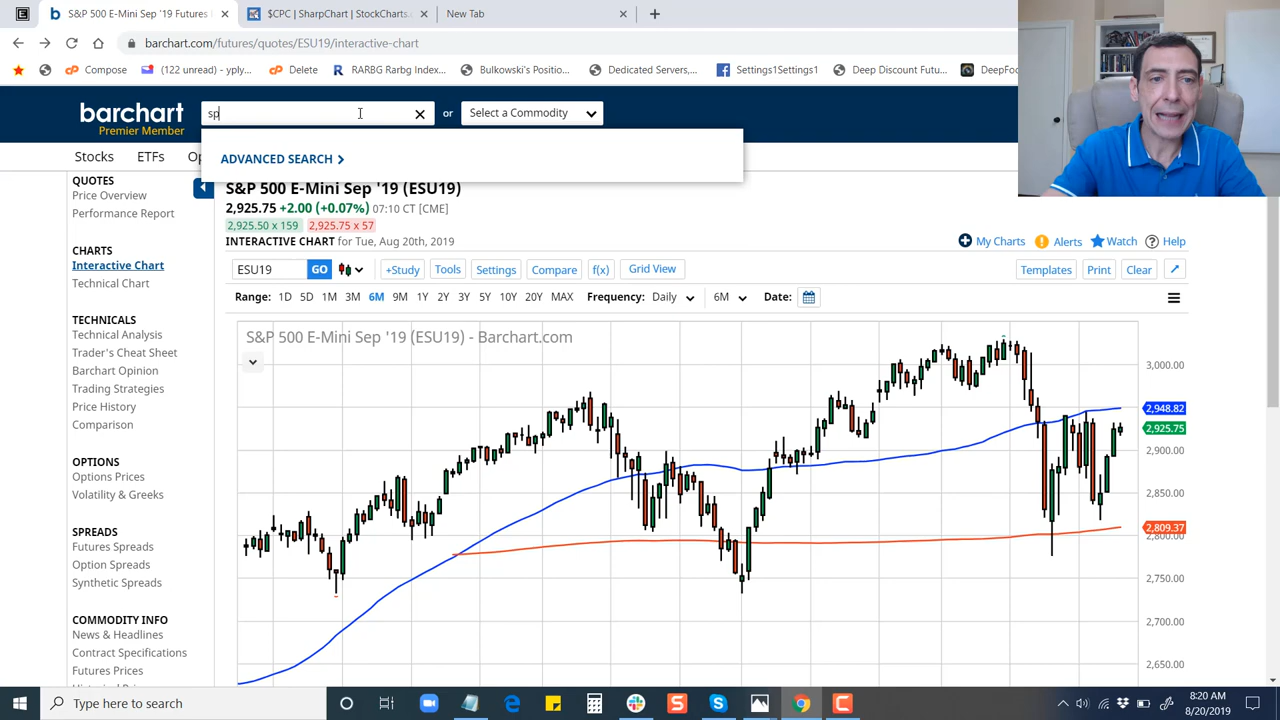 S&P 500 E-Mini Sep '19 Futures
$CPC | SharpChart | StockCharts.c
New Tab
barchart.com/futures/quotes/ESU19/interactive-chart
Compose
(122 unread) - yply...
Delete
RARBG Rarbg Index...
Bulkowski's Positio...
Dedicated Servers,...
Settings1Settings1
Deep Discount Futu...
DeepFoo
barchart
Premier Member
sp
or
Select a Commodity
ADVANCED SEARCH
Stocks
ETFs
Op
QUOTES
Price Overview
Performance Report
CHARTS
Interactive Chart
Technical Chart
TECHNICALS
Technical Analysis
Trader's Cheat Sheet
Barchart Opinion
Trading Strategies
Price History
Comparison
OPTIONS
Options Prices
Volatility & Greeks
SPREADS
Futures Spreads
Option Spreads
Synthetic Spreads
COMMODITY INFO
News & Headlines
Contract Specifications
Futures Prices
S&P 500 E-Mini Sep '19 (ESU19)
2,925.75 +2.00 (+0.07%) 07:10 CT [CME]
2,925.50 x 159 2,925.75 x 57
INTERACTIVE CHART for Tue, Aug 20th, 2019
My Charts
Alerts
Watch
Help
ESU19
GO
+Study
Tools
Settings
Compare
f(x)
Grid View
Templates
Print
Clear
Range: 1D 5D 1M 3M 6M 9M 1Y 2Y 3Y 5Y 10Y 20Y MAX
Frequency: Daily
6M
Date:
S&P 500 E-Mini Sep '19 (ESU19) - Barchart.com
3,000.00
2,948.82
2,925.75
2,900.00
2,850.00
2,809.37
2,800.00
2,750.00
2,700.00
2,650.00
Type here to search
8:20 AM
8/20/2019